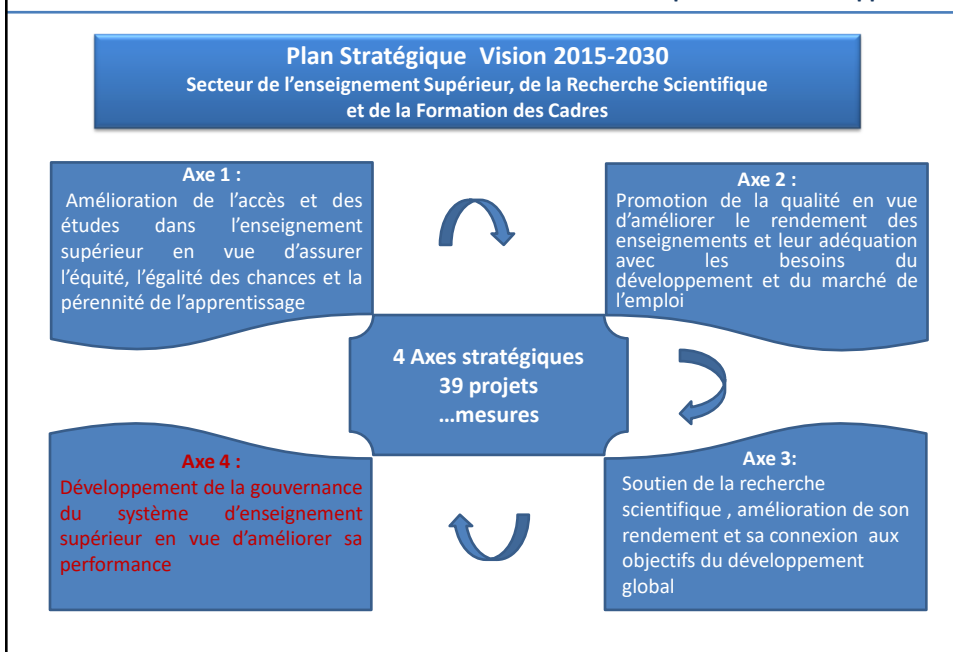 Plan Stratégique Vision 2015-2030
Secteur de l'enseignement Supérieur, de la Recherche Scientifique
et de la Formation des Cadres
Axe 1 :
Amélioration de l'accès et des
études dans l'enseignement
supérieur en vue d'assurer
l'équité, l'égalité des chances et la
pérennité de l'apprentissage
Axe 2 :
Promotion de la qualité en vue
d'améliorer le rendement des
enseignements et leur adéquation
avec les besoins du
développement et du marché de
l'emploi
4 Axes stratégiques
39 projets
...mesures
Axe 4 :
Développement de la gouvernance
du système d'enseignement
supérieur en vue d'améliorer sa
performance
Axe 3:
Soutien de la recherche
scientifique , amélioration de son
rendement et sa connexion aux
objectifs du développement
global